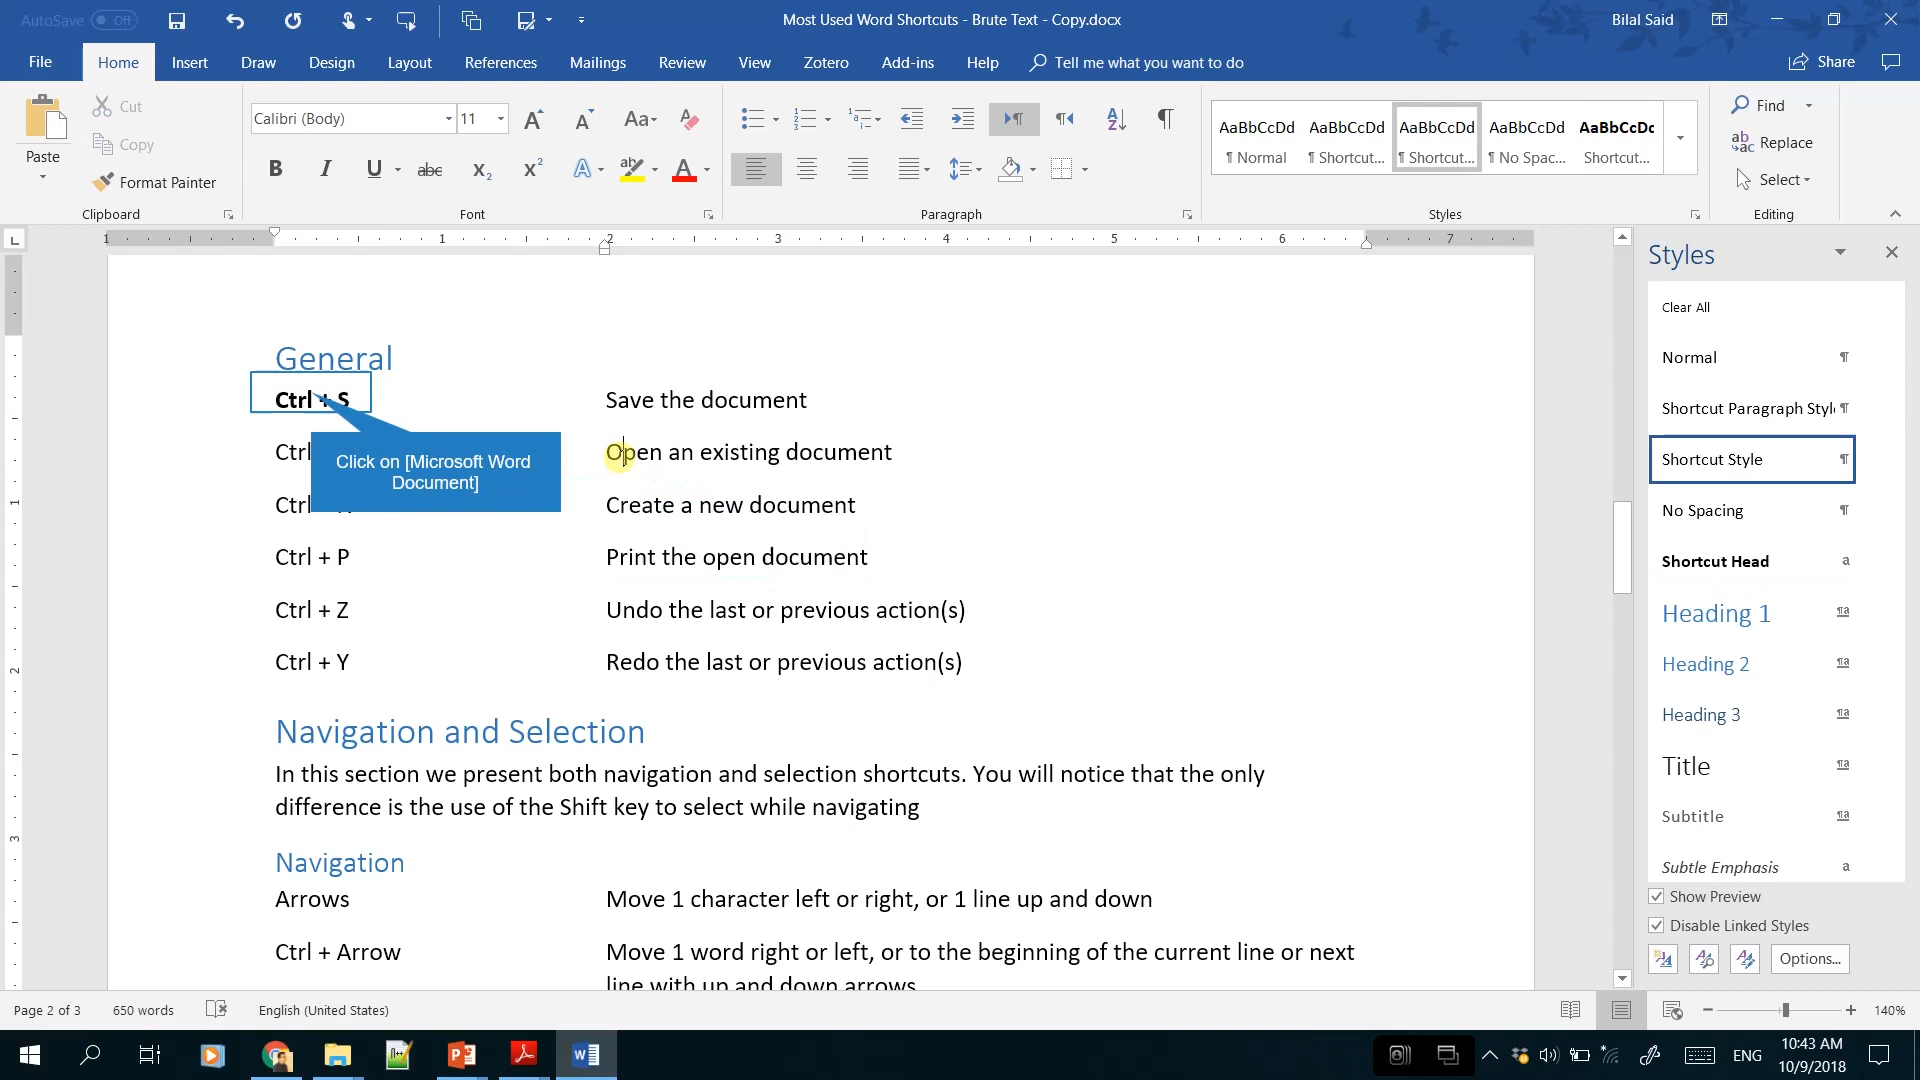 AutoSave Off
Most Used Word Shortcuts - Brute Text - Copy.docx
Bilal Said
File Home Insert Draw Design Layout References Mailings Review View Zotero Add-ins Help Tell me what you want to do Share
Paste
Cut
Copy
Format Painter
Clipboard
Calibri (Body) 11
Font
Paragraph
AaBbCcDd AaBbCcDd AaBbCcDd AaBbCcDd AaBbCcDc
¶ Normal ¶ Shortcut... ¶ Shortcut... ¶ No Spac... Shortcut...
Styles
Find
Replace
Select
Editing
1 1 2 3 4 5 6 7
General
Ctrl + S Save the document
Click on [Microsoft Word
Document]
Ctrl Open an existing document
Ctrl Create a new document
Ctrl + P Print the open document
Ctrl + Z Undo the last or previous action(s)
Ctrl + Y Redo the last or previous action(s)
Navigation and Selection
In this section we present both navigation and selection shortcuts. You will notice that the only
difference is the use of the Shift key to select while navigating
Navigation
Arrows Move 1 character left or right, or 1 line up and down
Ctrl + Arrow Move 1 word right or left, or to the beginning of the current line or next
line with up and down arrows
1
2
3
Styles
Clear All
Normal ¶
Shortcut Paragraph Styl ¶
Shortcut Style ¶
No Spacing ¶
Shortcut Head a
Heading 1 ¶a
Heading 2 ¶a
Heading 3 ¶a
Title ¶a
Subtitle ¶a
Subtle Emphasis a
Show Preview
Disable Linked Styles
Options...
Page 2 of 3 650 words English (United States) 140%
ENG
10:43 AM
10/9/2018